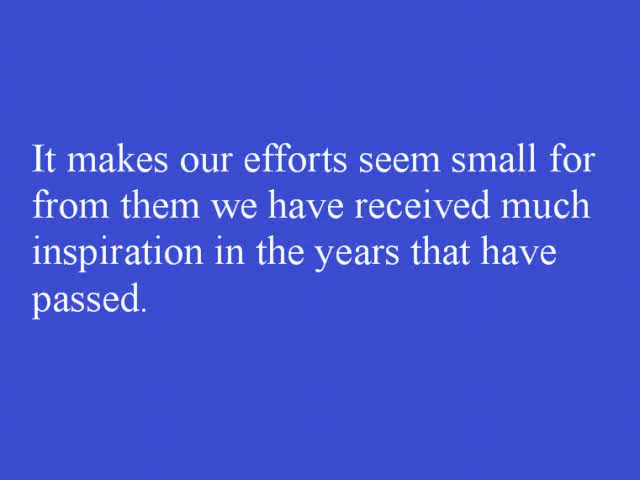 It makes our efforts seem small for
from them we have received much
inspiration in the years that have
passed.